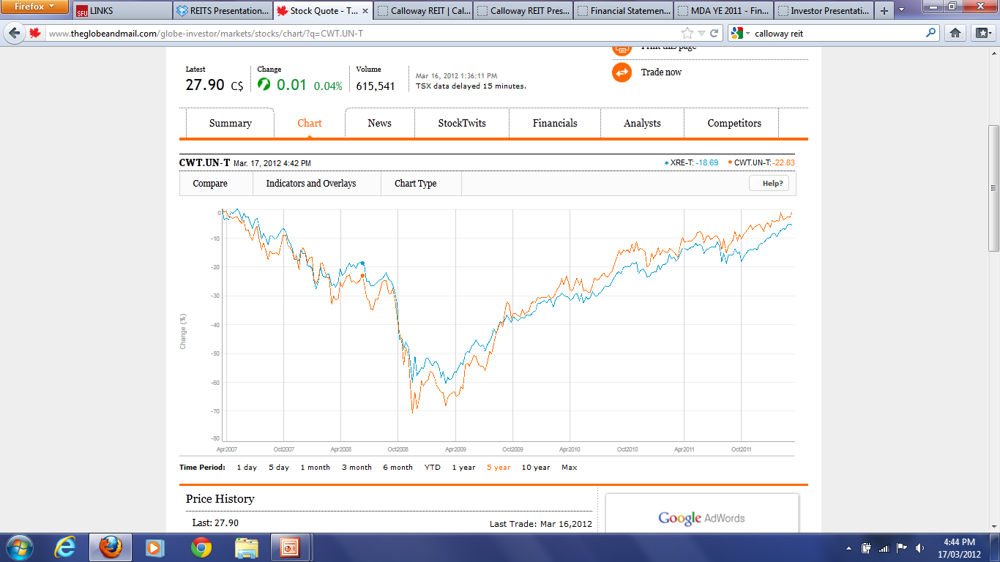 Firefox
SFU LINKS
REITS Presentation...
Stock Quote - T...
Calloway REIT | Cal...
Calloway REIT Pres...
Financial Statemen...
MDA YE 2011 - Fin...
Investor Presentati...
www.theglobeandmail.com/globe-investor/markets/stocks/chart/?q=CWT.UN-T
calloway reit
Print this page
Latest
27.90 C$
Change
0.01 0.04%
Volume
615,541
Mar 16, 2012 1:36:11 PM
TSX data delayed 15 minutes.
Trade now
Summary
Chart
News
StockTwits
Financials
Analysts
Competitors
CWT.UN-T Mar. 17, 2012 4:42 PM
XRE-T: -18.69
CWT.UN-T: -22.83
Compare
Indicators and Overlays
Chart Type
Help?
Change (%)
0
-10
-20
-30
-40
-50
-60
-70
-80
Apr2007
Oct2007
Apr2008
Oct2008
Apr2009
Oct2009
Apr2010
Oct2010
Apr2011
Oct2011
Time Period: 1 day 5 day 1 month 3 month 6 month YTD 1 year 5 year 10 year Max
Price History
Last: 27.90
Last Trade: Mar 16,2012
Google AdWords
4:44 PM
17/03/2012